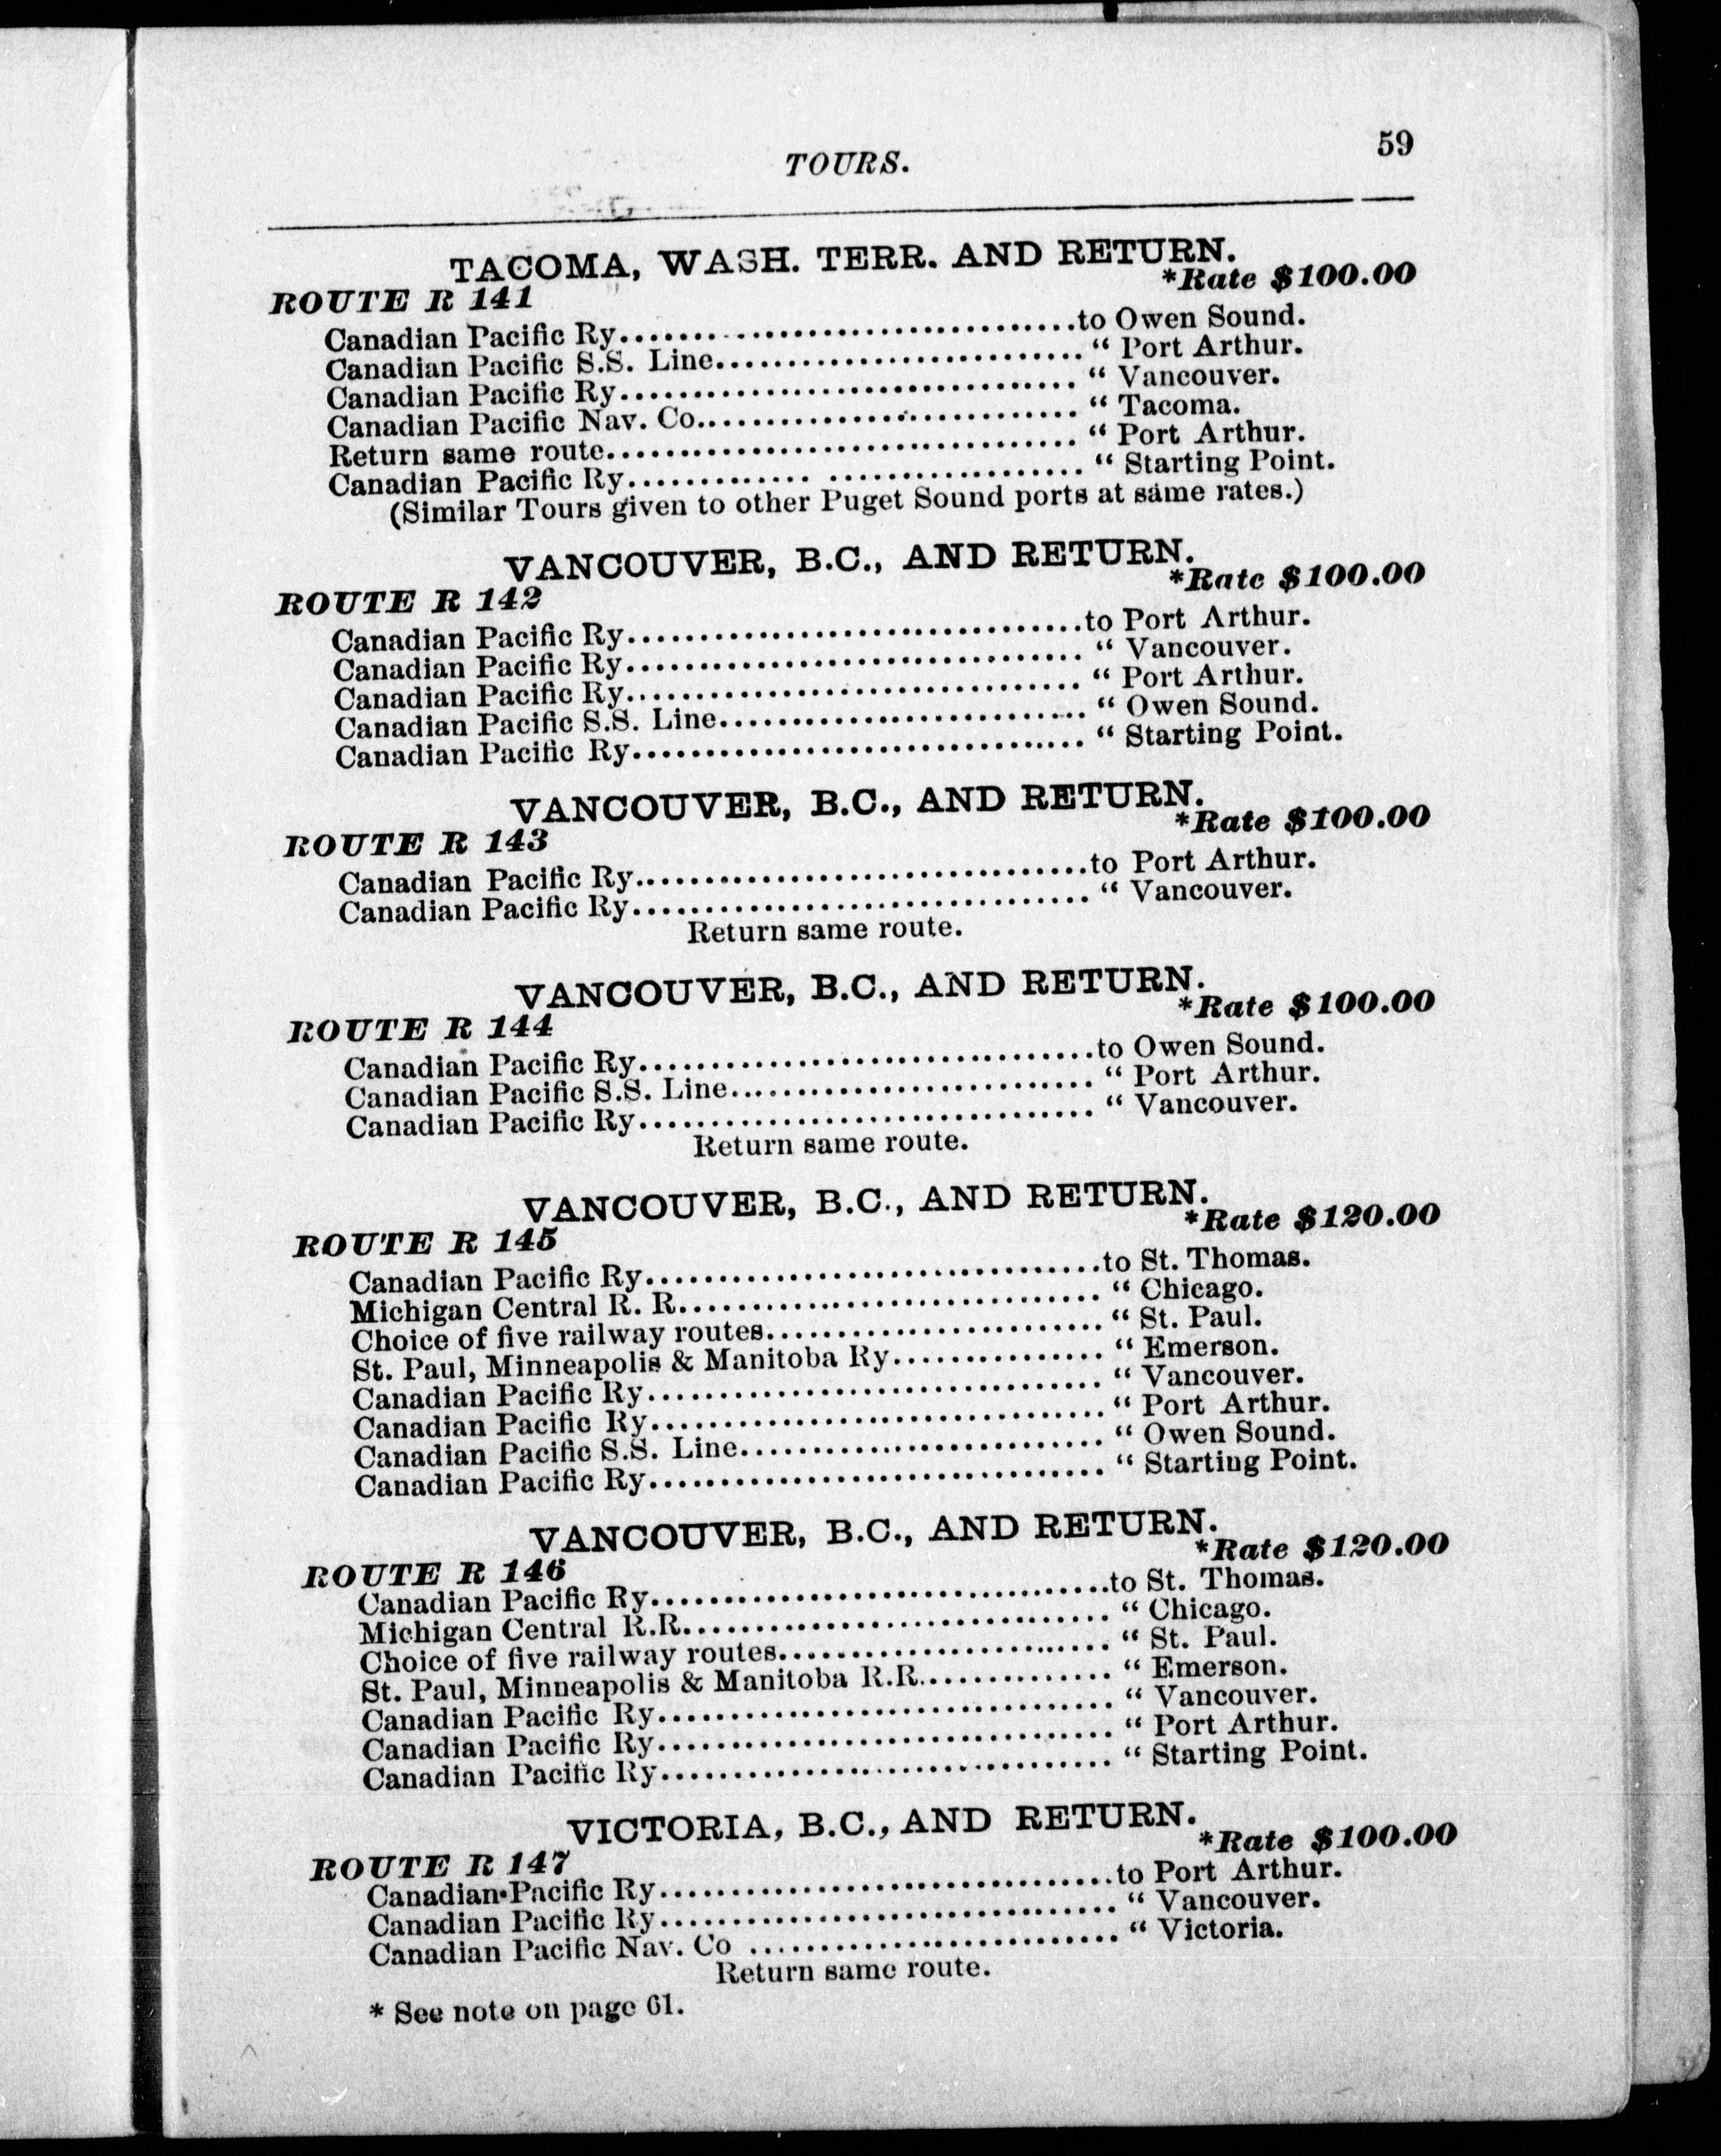 59
TOURS.
TACOMA, WASH. TERR. AND RETURN.
ROUTE R 141 *Rate $100.00
Canadian Pacific Ry................................to Owen Sound.
Canadian Pacific S.S. Line.......................... " Port Arthur.
Canadian Pacific Ry................................ " Vancouver.
Canadian Pacific Nav. Co........................... " Tacoma.
Return same route................................. " Port Arthur.
Canadian Pacific Ry............. .................. " Starting Point.
(Similar Tours given to other Puget Sound ports at same rates.)
VANCOUVER, B.C., AND RETURN.
ROUTE R 142 *Rate $100.00
Canadian Pacific Ry................................to Port Arthur.
Canadian Pacific Ry................................ " Vancouver.
Canadian Pacific Ry................................ " Port Arthur.
Canadian Pacific S.S. Line.......................... " Owen Sound.
Canadian Pacific Ry................................ " Starting Point.
VANCOUVER, B.C., AND RETURN.
ROUTE R 143 *Rate $100.00
Canadian Pacific Ry................................to Port Arthur.
Canadian Pacific Ry................................ " Vancouver.
Return same route.
VANCOUVER, B.C., AND RETURN.
ROUTE R 144 *Rate $100.00
Canadian Pacific Ry................................to Owen Sound.
Canadian Pacific S.S. Line.......................... " Port Arthur.
Canadian Pacific Ry................................ " Vancouver.
Return same route.
VANCOUVER, B.C., AND RETURN.
ROUTE R 145 *Rate $120.00
Canadian Pacific Ry................................to St. Thomas.
Michigan Central R. R.............................. " Chicago.
Choice of five railway routes........................ " St. Paul.
St. Paul, Minneapolis & Manitoba Ry............... " Emerson.
Canadian Pacific Ry................................ " Vancouver.
Canadian Pacific Ry................................ " Port Arthur.
Canadian Pacific S.S. Line.......................... " Owen Sound.
Canadian Pacific Ry................................ " Starting Point.
VANCOUVER, B.C., AND RETURN.
ROUTE R 146 *Rate $120.00
Canadian Pacific Ry................................to St. Thomas.
Michigan Central R.R.............................. " Chicago.
Choice of five railway routes........................ " St. Paul.
St. Paul, Minneapolis & Manitoba R.R.............. " Emerson.
Canadian Pacific Ry................................ " Vancouver.
Canadian Pacific Ry................................ " Port Arthur.
Canadian Pacific Ry................................ " Starting Point.
VICTORIA, B.C., AND RETURN.
ROUTE R 147 *Rate $100.00
Canadian Pacific Ry................................to Port Arthur.
Canadian Pacific Ry................................ " Vancouver.
Canadian Pacific Nav. Co .......................... " Victoria.
Return same route.
* See note on page 61.